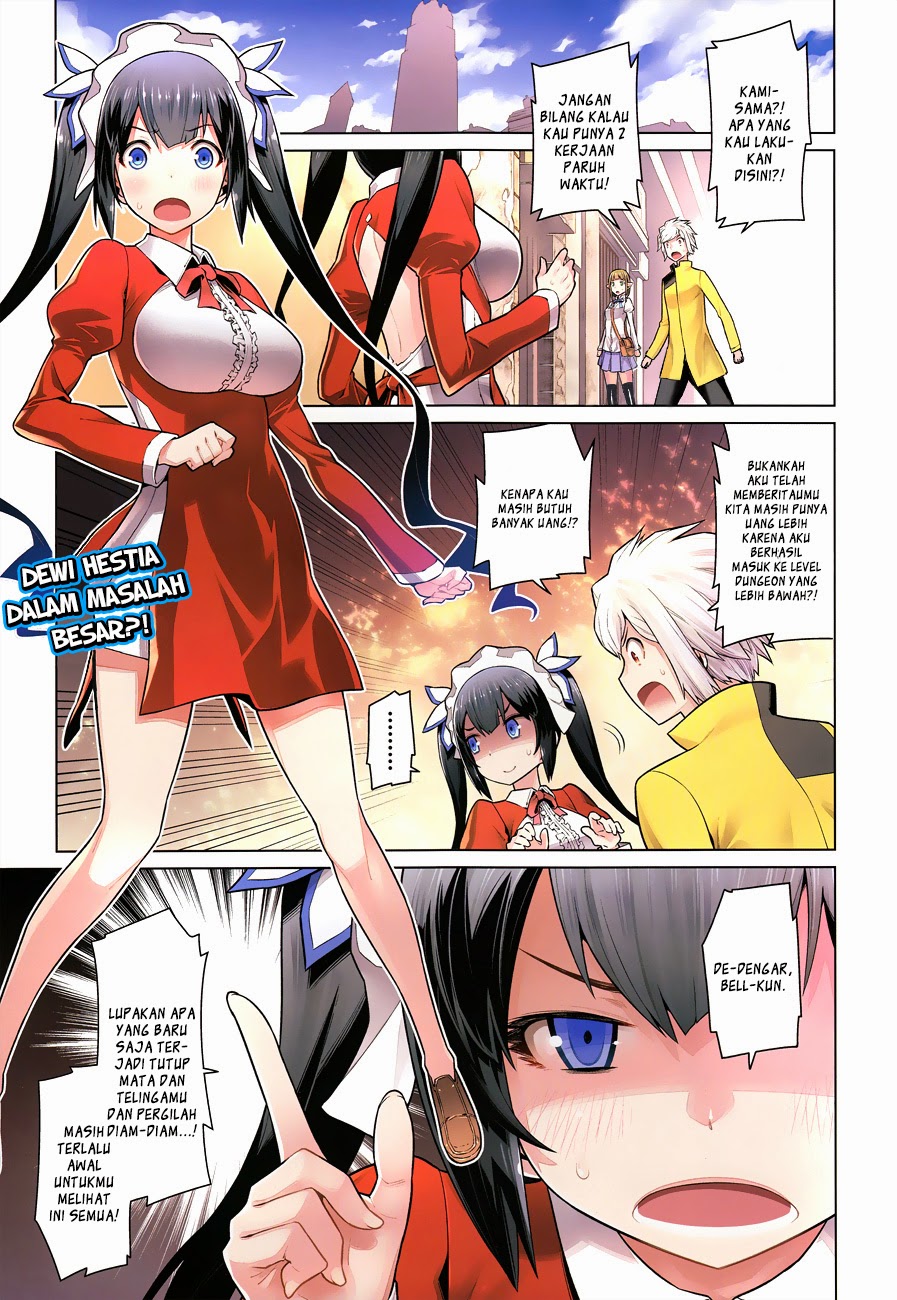 KAMI-
SAMA?!
APA YANG
KAU LAKU-
KAN
DISINI?!
JANGAN
BILANG KALAU
KAU PUNYA 2
KERJAAN
PARUH
WAKTU!
BUKANKAH
AKU TELAH
MEMBERITAUMU
KITA MASIH PUNYA
UANG LEBIH
KARENA AKU
BERHASIL
MASUK KE LEVEL
DUNGEON YANG
LEBIH BAWAH?!
KENAPA KAU
MASIH BUTUH
BANYAK UANG!?
DEWI HESTIA
DALAM MASALAH
BESAR?!
.........
DE-DENGAR,
BELL-KUN.
LUPAKAN APA
YANG BARU
SAJA TER-
JADI TUTUP
MATA DAN
TELINGAMU
DAN PERGILAH
DIAM-DIAM...!
MASIH
TERLALU
AWAL
UNTUKMU
MELIHAT
INI SEMUA!